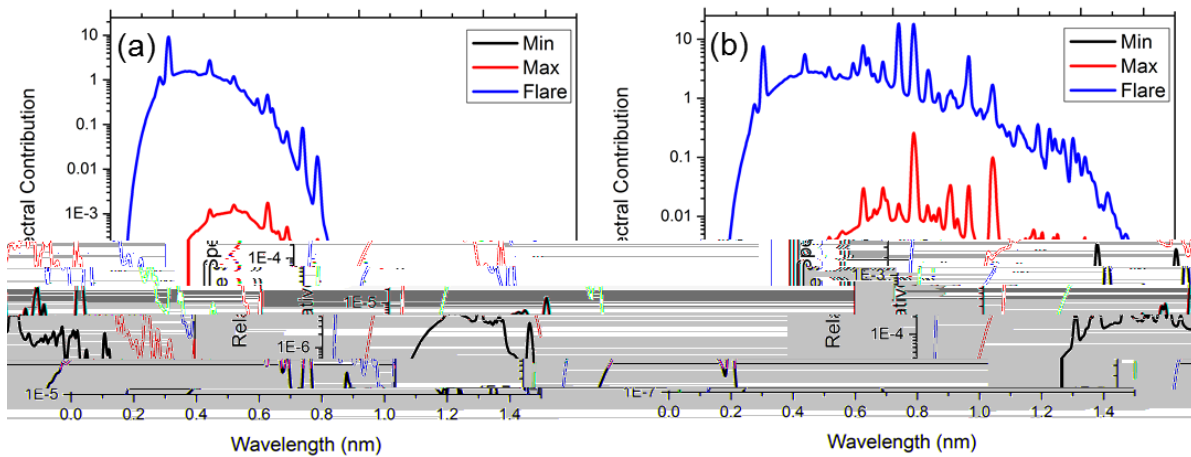 (a)
Min
Max
Flare
10
1
0.1
0.01
1E-3
1E-4
1E-5
1E-6
1E-5
ectral Contribution
Rela
0.0 0.2 0.4 0.6 0.8 1.0 1.2 1.4
Wavelength (nm)
(b)
Min
Max
Flare
10
1
0.1
0.01
1E-3
1E-4
1E-7
ectral Contribution
Rela
0.0 0.2 0.4 0.6 0.8 1.0 1.2 1.4
Wavelength (nm)